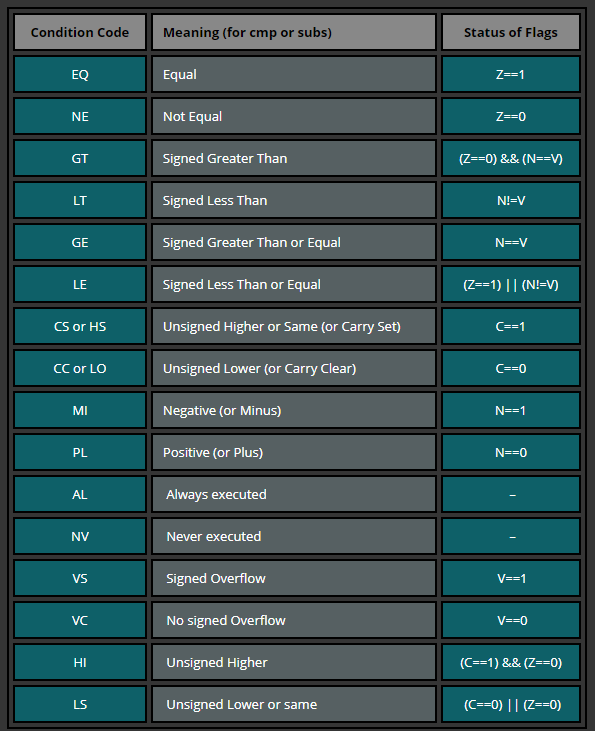 Condition Code Meaning (for cmp or subs) Status of Flags
EQ Equal Z==1
NE Not Equal Z==0
GT Signed Greater Than (Z==0) && (N==V)
LT Signed Less Than N!=V
GE Signed Greater Than or Equal N==V
LE Signed Less Than or Equal (Z==1) || (N!=V)
CS or HS Unsigned Higher or Same (or Carry Set) C==1
CC or LO Unsigned Lower (or Carry Clear) C==0
MI Negative (or Minus) N==1
PL Positive (or Plus) N==0
AL Always executed –
NV Never executed –
VS Signed Overflow V==1
VC No signed Overflow V==0
HI Unsigned Higher (C==1) && (Z==0)
LS Unsigned Lower or same (C==0) || (Z==0)